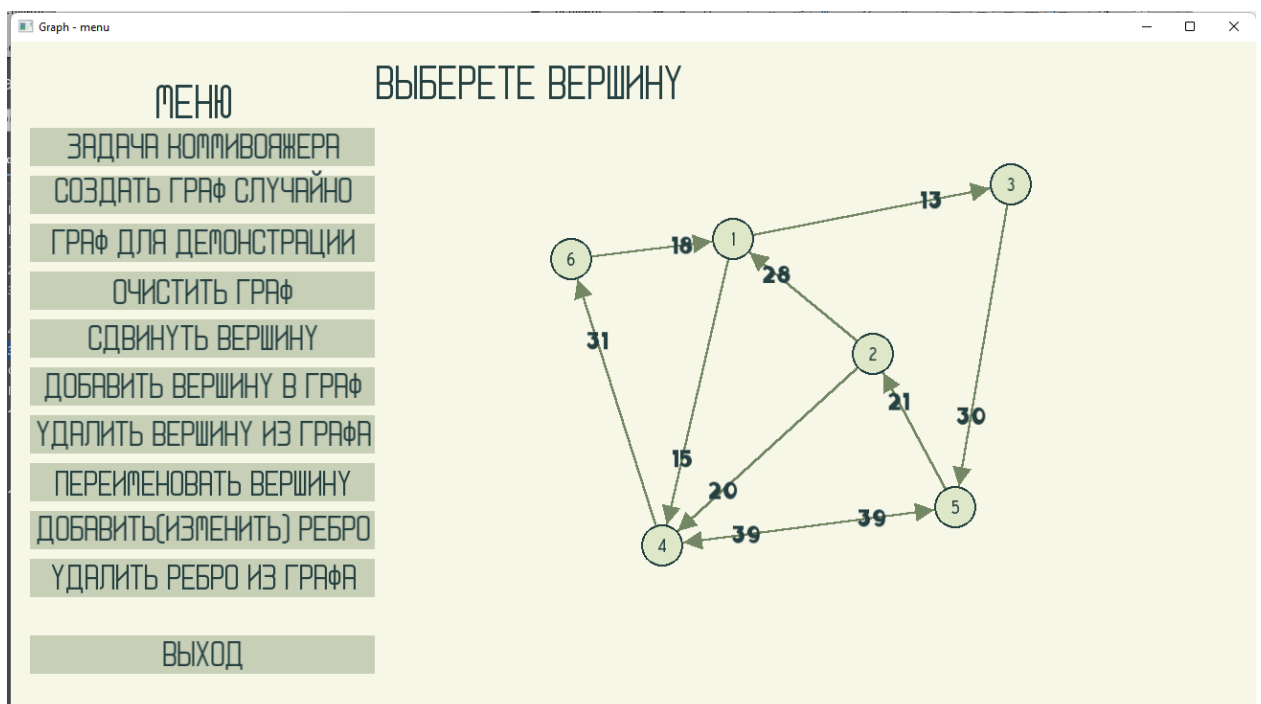 Graph - menu
ВЫБЕРЕТЕ ВЕРШИНУ
МЕНЮ
ЗАДАЧА КОММИВОЯЖЕРА
СОЗДАТЬ ГРАФ СЛУЧАЙНО
ГРАФ ДЛЯ ДЕМОНСТРАЦИИ
ОЧИСТИТЬ ГРАФ
СДВИНУТЬ ВЕРШИНУ
ДОБАВИТЬ ВЕРШИНУ В ГРАФ
УДАЛИТЬ ВЕРШИНУ ИЗ ГРАФА
ПЕРЕИМЕНОВАТЬ ВЕРШИНУ
ДОБАВИТЬ(ИЗМЕНИТЬ) РЕБРО
УДАЛИТЬ РЕБРО ИЗ ГРАФА
ВЫХОД
3
13
1
18
6
28
31
2
21
30
15
20
5
39
39
4